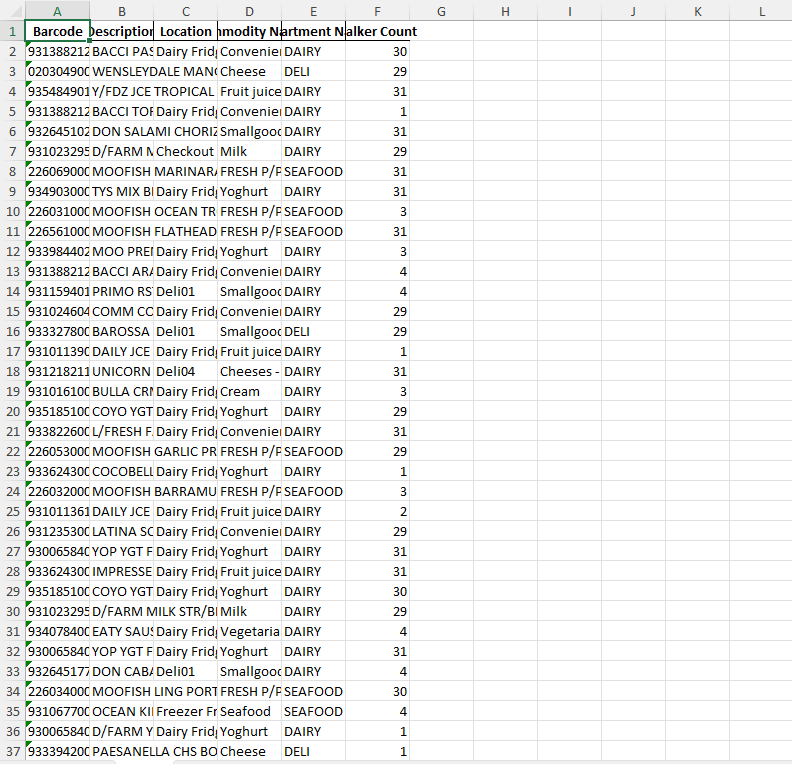 A B C D E F G H I J K L
1 Barcode Description Location mmodity Na artment N alker Count
2 931388212 BACCI PAS Dairy Frid Convenie DAIRY 30
3 020304900 WENSLEYDALE MANG Cheese DELI 29
4 935484901 Y/FDZ JCE TROPICAL Fruit juice DAIRY 31
5 931388212 BACCI TOR Dairy Frid Convenie DAIRY 1
6 932645102 DON SALAMI CHORIZ Smallgood DAIRY 31
7 931023295 D/FARM M Checkout Milk DAIRY 29
8 226069000 MOOFISH MARINARA FRESH P/P SEAFOOD 31
9 934903000 TYS MIX BI Dairy Frid Yoghurt DAIRY 31
10 226031000 MOOFISH OCEAN TR FRESH P/P SEAFOOD 3
11 226561000 MOOFISH FLATHEAD FRESH P/P SEAFOOD 31
12 933984402 MOO PREM Dairy Frid Yoghurt DAIRY 3
13 931388212 BACCI ARA Dairy Frid Convenie DAIRY 4
14 931159401 PRIMO RS Deli01 Smallgood DAIRY 4
15 931024604 COMM CO Dairy Frid Convenie DAIRY 29
16 933327800 BAROSSA Deli01 Smallgood DELI 29
17 931011390 DAILY JCE Dairy Frid Fruit juice DAIRY 1
18 931218211 UNICORN Deli04 Cheeses - DAIRY 31
19 931016100 BULLA CRM Dairy Frid Cream DAIRY 3
20 935185100 COYO YGT Dairy Frid Yoghurt DAIRY 29
21 933822600 L/FRESH F Dairy Frid Convenie DAIRY 31
22 226053000 MOOFISH GARLIC PR FRESH P/P SEAFOOD 29
23 933624300 COCOBELL Dairy Frid Yoghurt DAIRY 1
24 226032000 MOOFISH BARRAMU FRESH P/P SEAFOOD 3
25 931011361 DAILY JCE Dairy Frid Fruit juice DAIRY 2
26 931235300 LATINA SC Dairy Frid Convenie DAIRY 29
27 930065840 YOP YGT F Dairy Frid Yoghurt DAIRY 31
28 933624300 IMPRESSE Dairy Frid Fruit juice DAIRY 31
29 935185100 COYO YGT Dairy Frid Yoghurt DAIRY 30
30 931023295 D/FARM MILK STR/B Milk DAIRY 29
31 934078400 EATY SAUS Dairy Frid Vegetaria DAIRY 4
32 930065840 YOP YGT F Dairy Frid Yoghurt DAIRY 31
33 932645177 DON CABA Deli01 Smallgood DAIRY 4
34 226034000 MOOFISH LING PORT FRESH P/P SEAFOOD 30
35 931067700 OCEAN KI Freezer Fr Seafood SEAFOOD 4
36 930065840 D/FARM Y Dairy Frid Yoghurt DAIRY 1
37 933394200 PAESANELLA CHS BO Cheese DELI 1